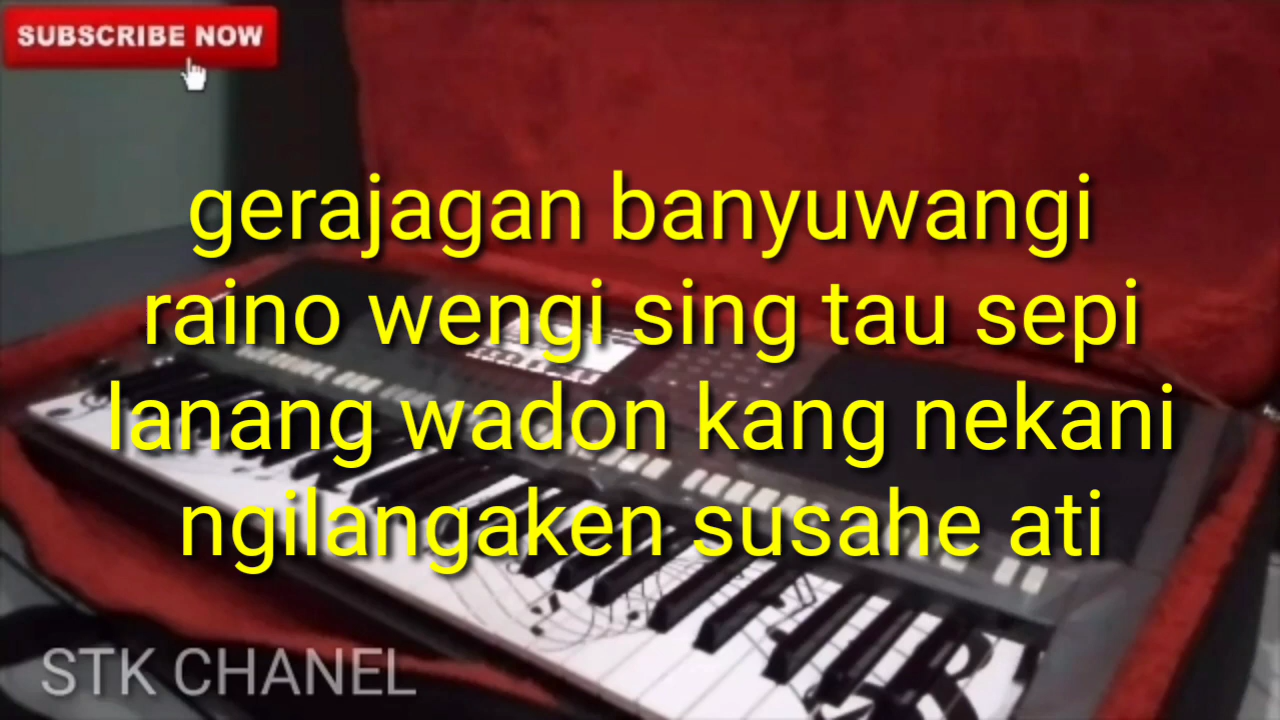 SUBSCRIBE NOW
gerajagan banyuwangi
raino wengi sing tau sepi
lanang wadon kang nekani
ngilangaken susahe ati
STK CHANEL